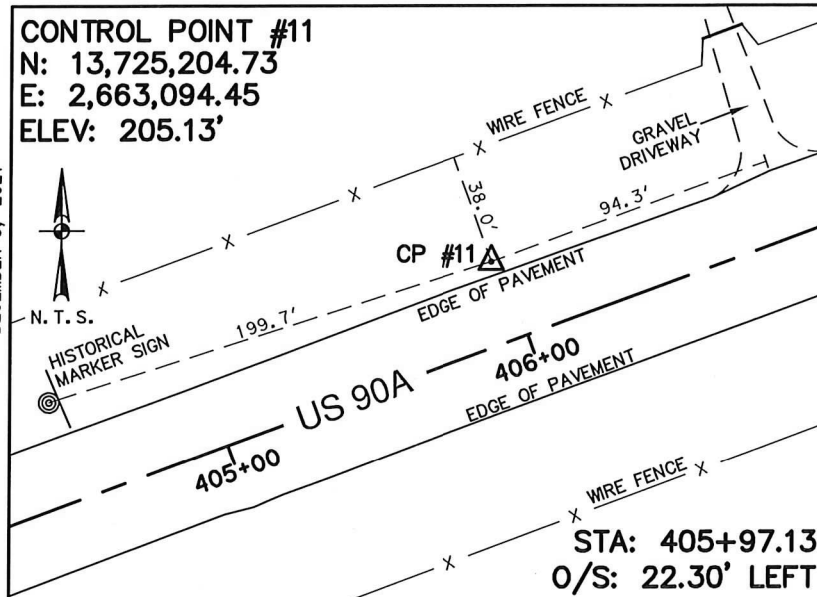 CONTROL POINT #11
N: 13,725,204.73
E: 2,663,094.45
ELEV: 205.13'
WIRE FENCE
GRAVEL
DRIVEWAY
38.0'
94.3'
CP #11
EDGE OF PAVEMENT
N.T.S.
199.7'
HISTORICAL
MARKER SIGN
406+00
US 90A
EDGE OF PAVEMENT
405+00
WIRE FENCE
STA: 405+97.13
O/S: 22.30' LEFT